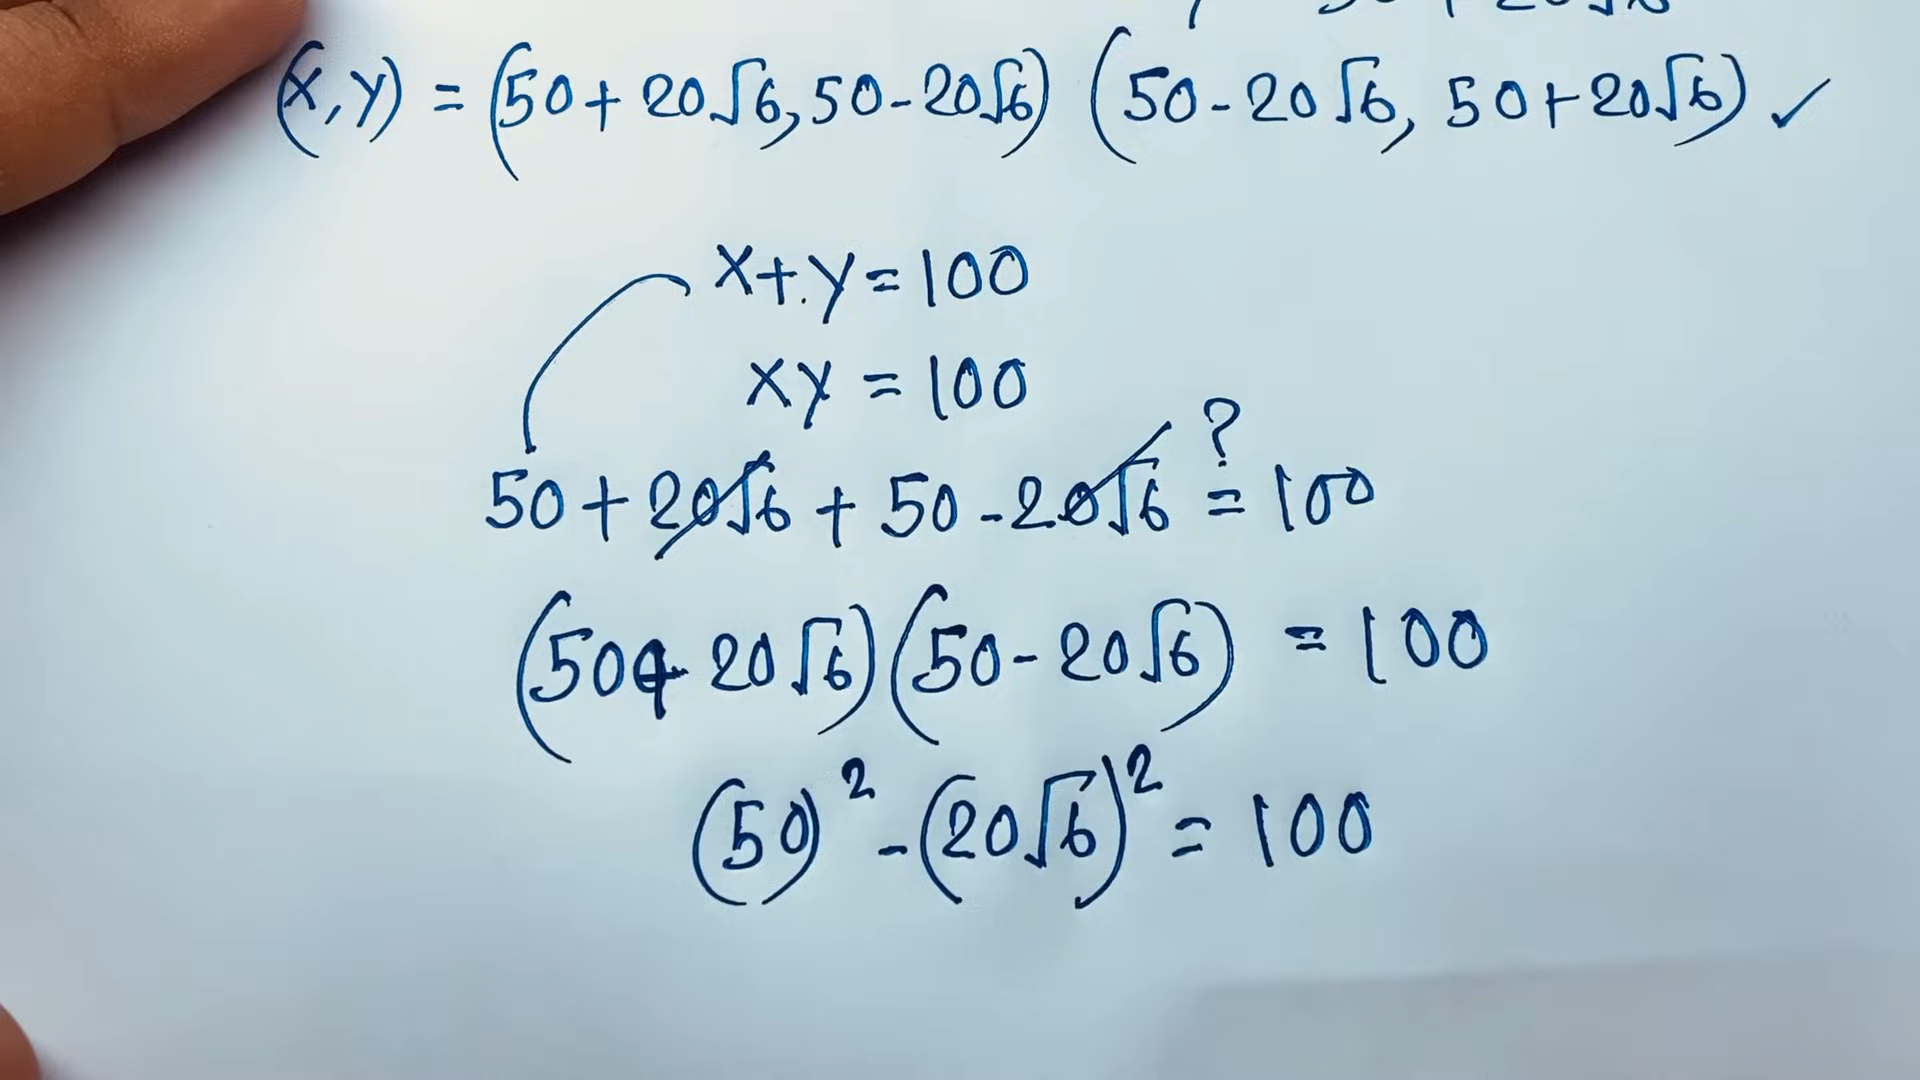 (x,y) = (50+20√6, 50-20√6) (50-20√6, 50+20√6) ✓
x+y=100
xy = 100
50+20√6 + 50-20√6 ?= 100
(50+20√6)(50-20√6) = 100
(50)² - (20√6)² = 100